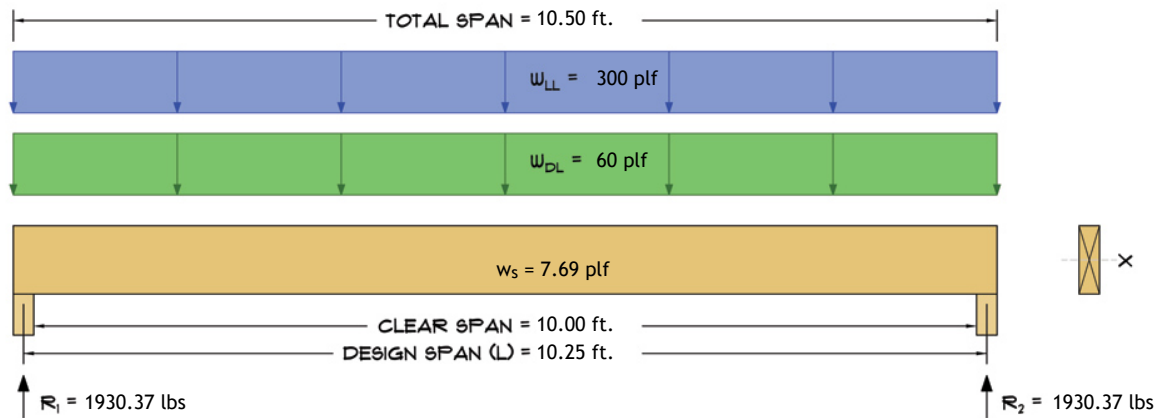 TOTAL SPAN = 10.50 ft.
wLL = 300 plf
wDL = 60 plf
ws = 7.69 plf
X
CLEAR SPAN = 10.00 ft.
DESIGN SPAN (L) = 10.25 ft.
R1 = 1930.37 lbs
R2 = 1930.37 lbs